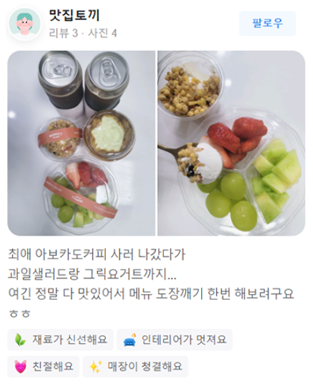 맛집토끼
리뷰 3 · 사진 4
팔로우
최애 아보카도커피 사러 나갔다가
과일샐러드랑 그릭요거트까지...
여긴 정말 다 맛있어서 메뉴 도장깨기 한번 해보려구요
ㅎㅎ
재료가 신선해요
인테리어가 멋져요
친절해요
매장이 청결해요